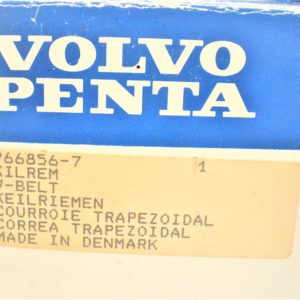 VOLVO
PENTA
966856-7 1
KILREM
V-BELT
KEILRIEMEN
COURROIE TRAPEZOIDAL
CORREA TRAPEZOIDAL
MADE IN DENMARK